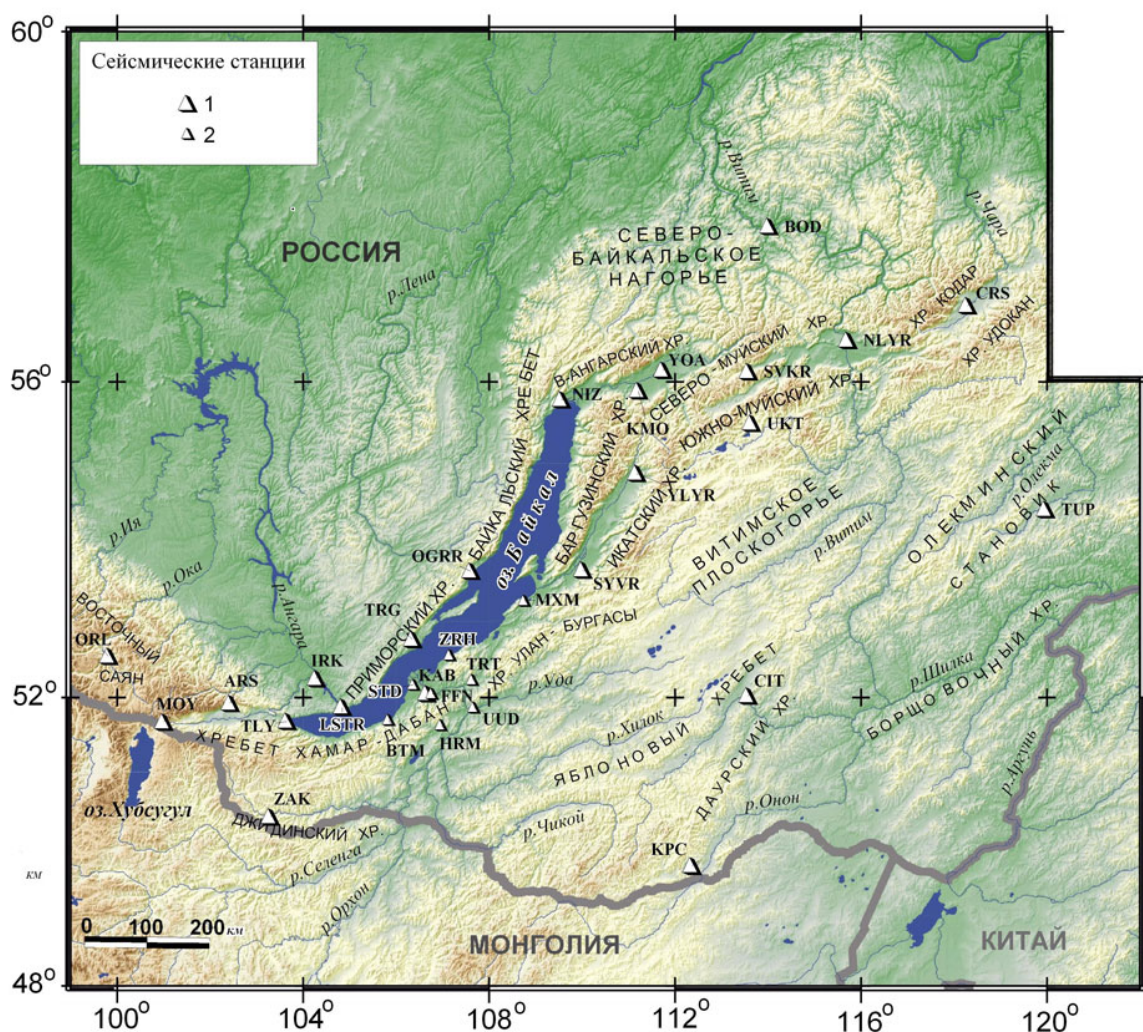 60°
Сейсмические станции
1
2
р.Витим
р.Чара
BOD
СЕВЕРО-
БАЙКАЛЬСКОЕ
НАГОРЬЕ
РОССИЯ
р.Лена
ХР КОДАР
CRS
NLYR
ХР. УДОКАН
В-АНГАРСКИЙ ХР.
YOA
СЕВЕРО-МУЙСКИЙ ХР.
SVKR
56°
NIZ
KMO
ЮЖНО-МУЙСКИЙ ХР.
UKT
БАЙКАЛЬСКИЙ ХРЕБЕТ
БАРГУЗИНСКИЙ ХР.
YLYR
ИКАТСКИЙ ХР.
оз. Байкал
ВИТИМСКОЕ
ПЛОСКОГОРЬЕ
р.Витим
ОЛЕКМИНСКИЙ
СТАНОВИК
р.Олекма
TUP
р.Ия
р.Ока
р.Ангара
OGRR
SYVR
MXM
TRG
ПРИМОРСКИЙ ХР.
ZRH
ХР УЛАН-БУРГАСЫ
ВОСТОЧНЫЙ
САЯН
ORL
IRK
TRT
KAB
STD
р.Уда
FFN
UUD
CIT
р.Шилка
БОРЩОВОЧНЫЙ ХР.
52°
MOY
ARS
TLY
LSTR
BTM
HRM
ХРЕБЕТ ХАМАР-ДАБАН
р.Хилок
ЯБЛОНОВЫЙ ХРЕБЕТ
ДАУРСКИЙ ХР.
р.Аргунь
оз.Хубсугул
ZAK
ДЖИДИНСКИЙ ХР.
р.Чикой
р.Онон
р.Селенга
KPC
км
р.Орхон
0 100 200 км
МОНГОЛИЯ
КИТАЙ
48°
100° 104° 108° 112° 116° 120°